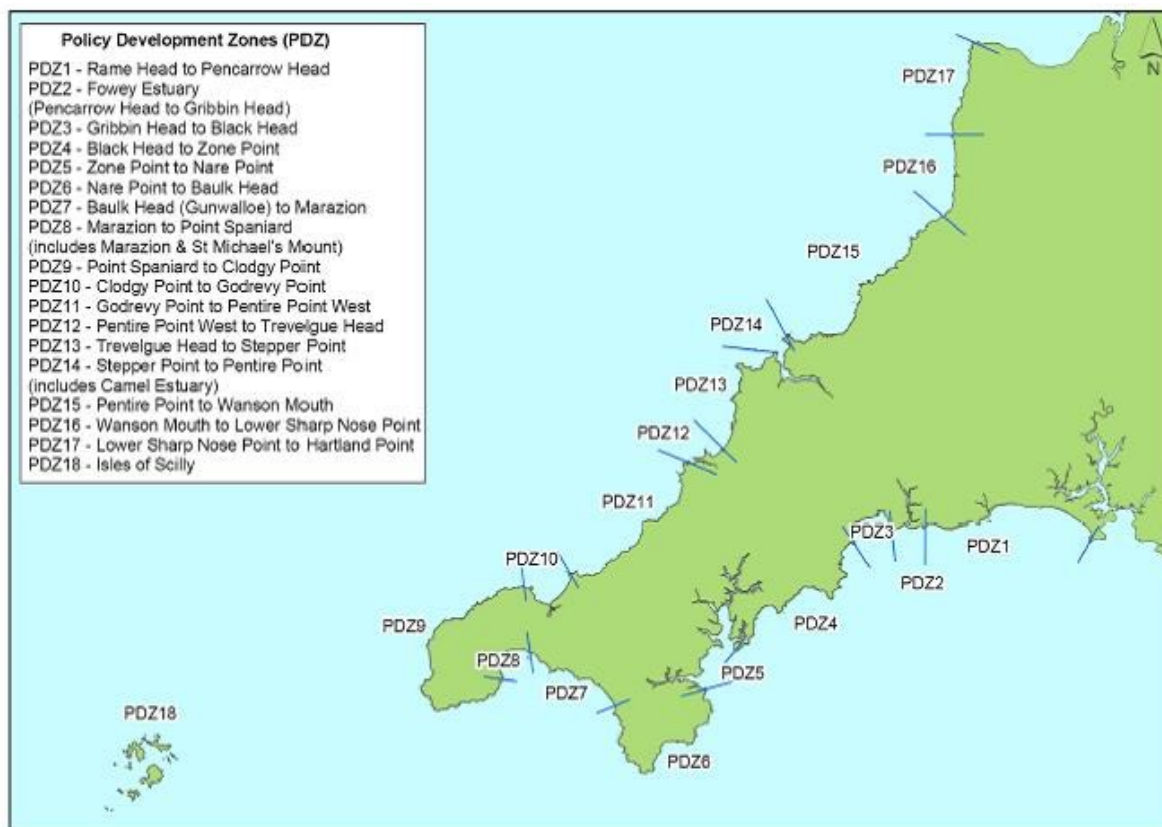 Policy Development Zones (PDZ)
PDZ1 - Rame Head to Pencarrow Head
PDZ2 - Fowey Estuary
(Pencarrow Head to Gribbin Head)
PDZ3 - Gribbin Head to Black Head
PDZ4 - Black Head to Zone Point
PDZ5 - Zone Point to Nare Point
PDZ6 - Nare Point to Baulk Head
PDZ7 - Baulk Head (Gunwalloe) to Marazion
PDZ8 - Marazion to Point Spaniard
(includes Marazion & St Michael's Mount)
PDZ9 - Point Spaniard to Clodgy Point
PDZ10 - Clodgy Point to Godrevy Point
PDZ11 - Godrevy Point to Pentire Point West
PDZ12 - Pentire Point West to Trevelgue Head
PDZ13 - Trevelgue Head to Stepper Point
PDZ14 - Stepper Point to Pentire Point
(includes Camel Estuary)
PDZ15 - Pentire Point to Wanson Mouth
PDZ16 - Wanson Mouth to Lower Sharp Nose Point
PDZ17 - Lower Sharp Nose Point to Hartland Point
PDZ18 - Isles of Scilly
N
PDZ17
PDZ16
PDZ15
PDZ14
PDZ13
PDZ12
PDZ11
PDZ10
PDZ9
PDZ8
PDZ7
PDZ6
PDZ5
PDZ4
PDZ3
PDZ2
PDZ1
PDZ18